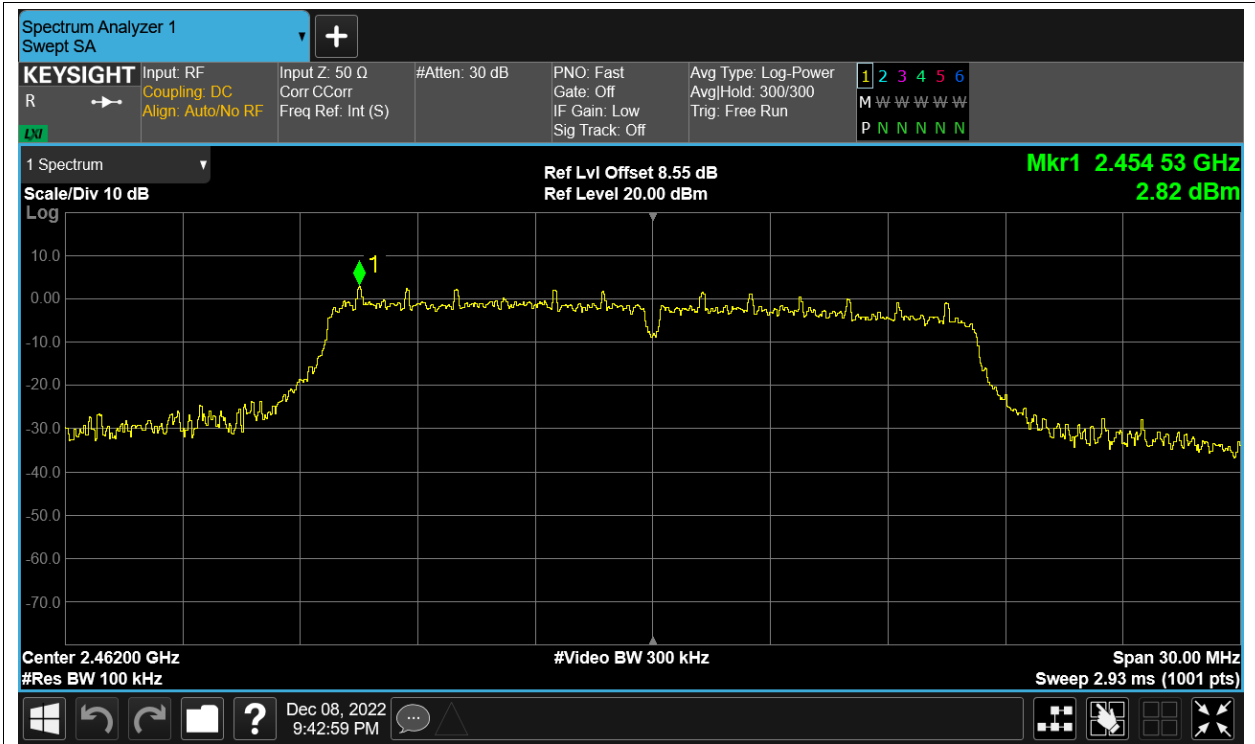 Spectrum Analyzer 1
Swept SA
+
KEYSIGHT
R
LXI
Input: RF
Coupling: DC
Align: Auto/No RF
Input Z: 50 Ω
Corr CCorr
Freq Ref: Int (S)
#Atten: 30 dB
PNO: Fast
Gate: Off
IF Gain: Low
Sig Track: Off
Avg Type: Log-Power
Avg|Hold: 300/300
Trig: Free Run
1 2 3 4 5 6
M W W W W W
P N N N N N
1 Spectrum
Scale/Div 10 dB
Log
Ref Lvl Offset 8.55 dB
Ref Level 20.00 dBm
Mkr1 2.454 53 GHz
2.82 dBm
1
10.0
0.00
-10.0
-20.0
-30.0
-40.0
-50.0
-60.0
-70.0
Center 2.46200 GHz
#Res BW 100 kHz
#Video BW 300 kHz
Span 30.00 MHz
Sweep 2.93 ms (1001 pts)
?
Dec 08, 2022
9:42:59 PM